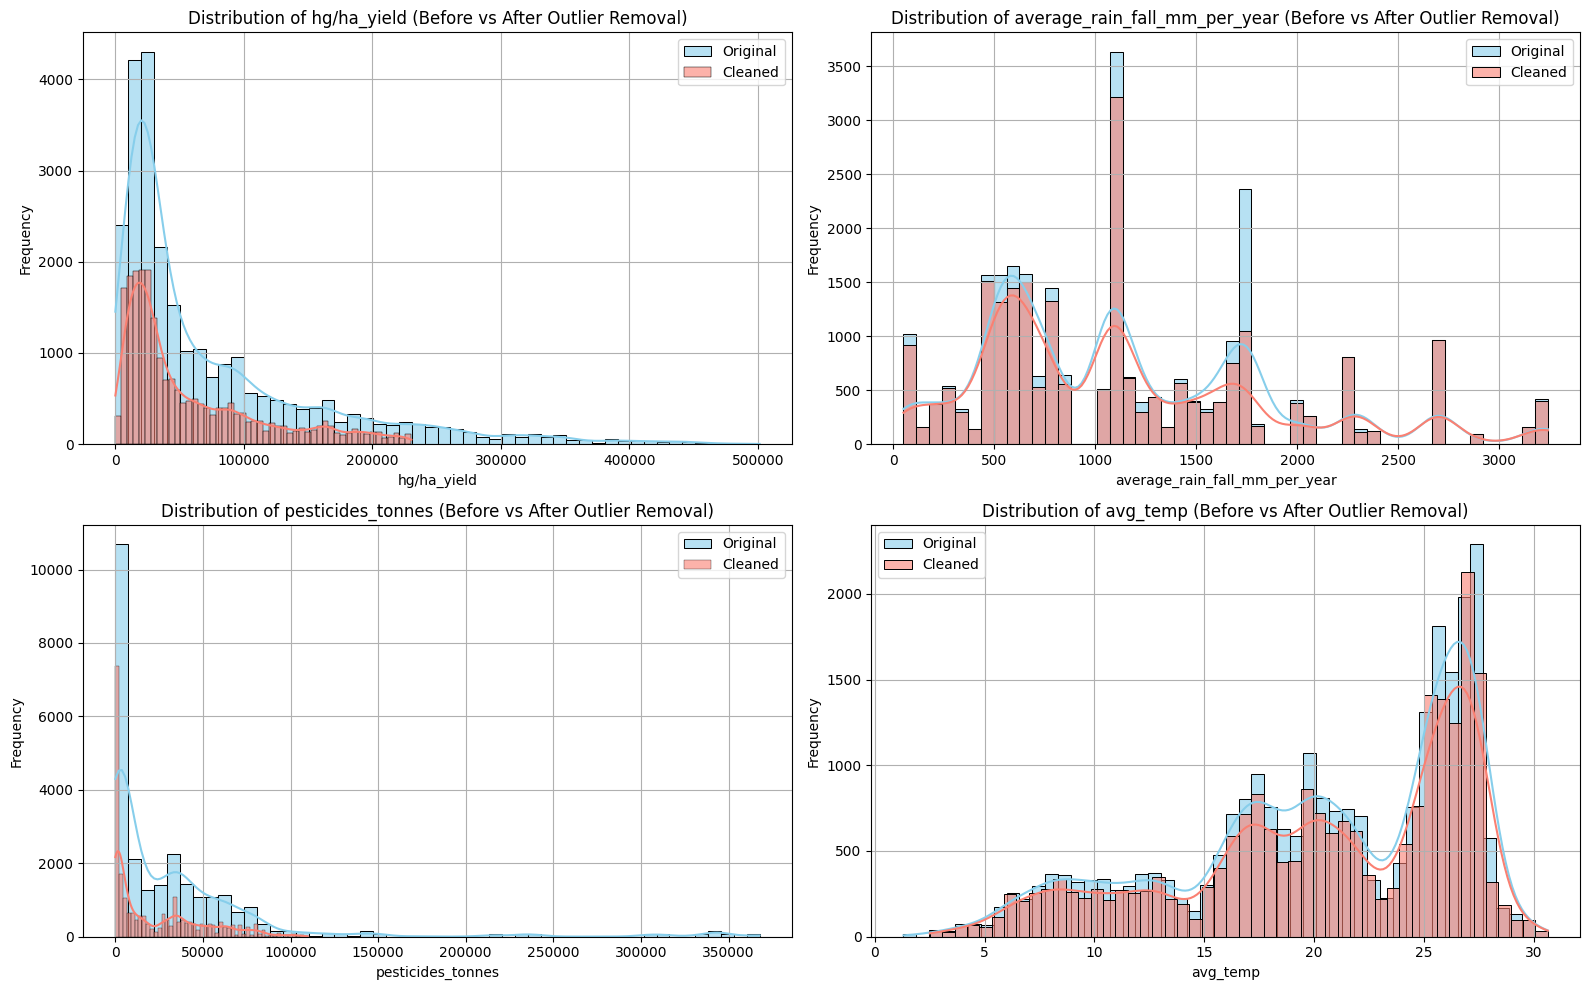 Distribution of hg/ha_yield (Before vs After Outlier Removal)
Original
Cleaned
Frequency
4000
3000
2000
1000
0
0 100000 200000 300000 400000 500000
hg/ha_yield
Distribution of average_rain_fall_mm_per_year (Before vs After Outlier Removal)
Original
Cleaned
Frequency
3500
3000
2500
2000
1500
1000
500
0
0 500 1000 1500 2000 2500 3000
average_rain_fall_mm_per_year
Distribution of pesticides_tonnes (Before vs After Outlier Removal)
Original
Cleaned
Frequency
10000
8000
6000
4000
2000
0
0 50000 100000 150000 200000 250000 300000 350000
pesticides_tonnes
Distribution of avg_temp (Before vs After Outlier Removal)
Original
Cleaned
Frequency
2000
1500
1000
500
0
0 5 10 15 20 25 30
avg_temp